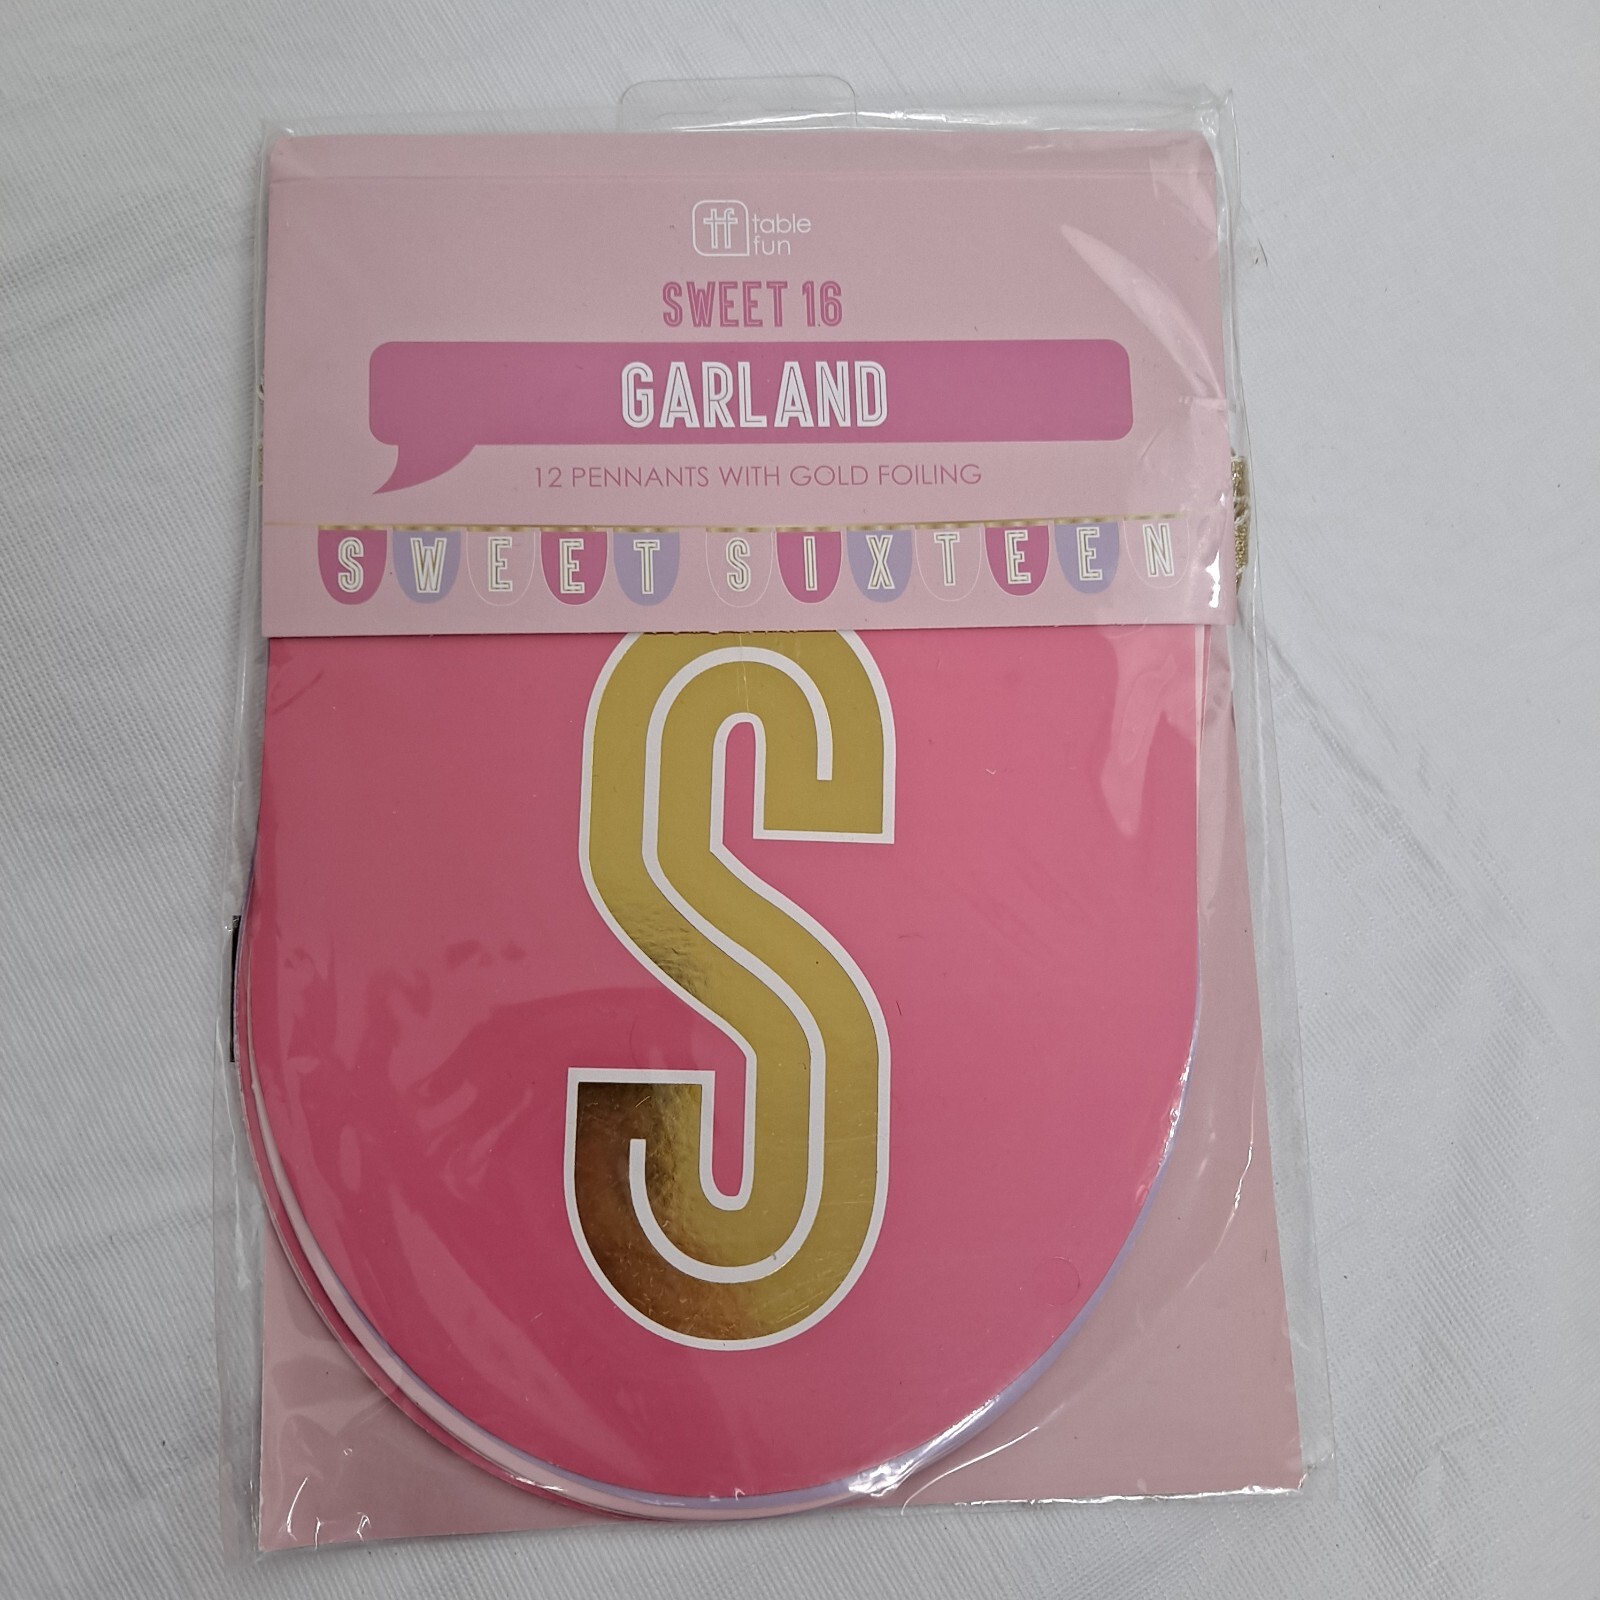 tf table
fun
SWEET 16
GARLAND
12 PENNANTS WITH GOLD FOILING
SWEET SIXTEEN
S